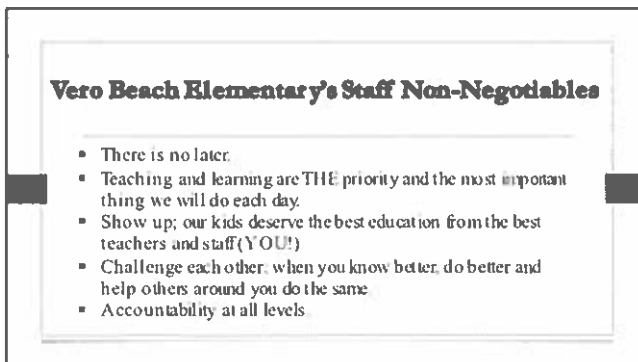 Vero Beach Elementary's Staff Non-Negotiables
▪ There is no later.
▪ Teaching and learning are THE priority and the most important
thing we will do each day.
▪ Show up; our kids deserve the best education from the best
teachers and staff (YOU!)
▪ Challenge each other; when you know better, do better and
help others around you do the same
▪ Accountability at all levels